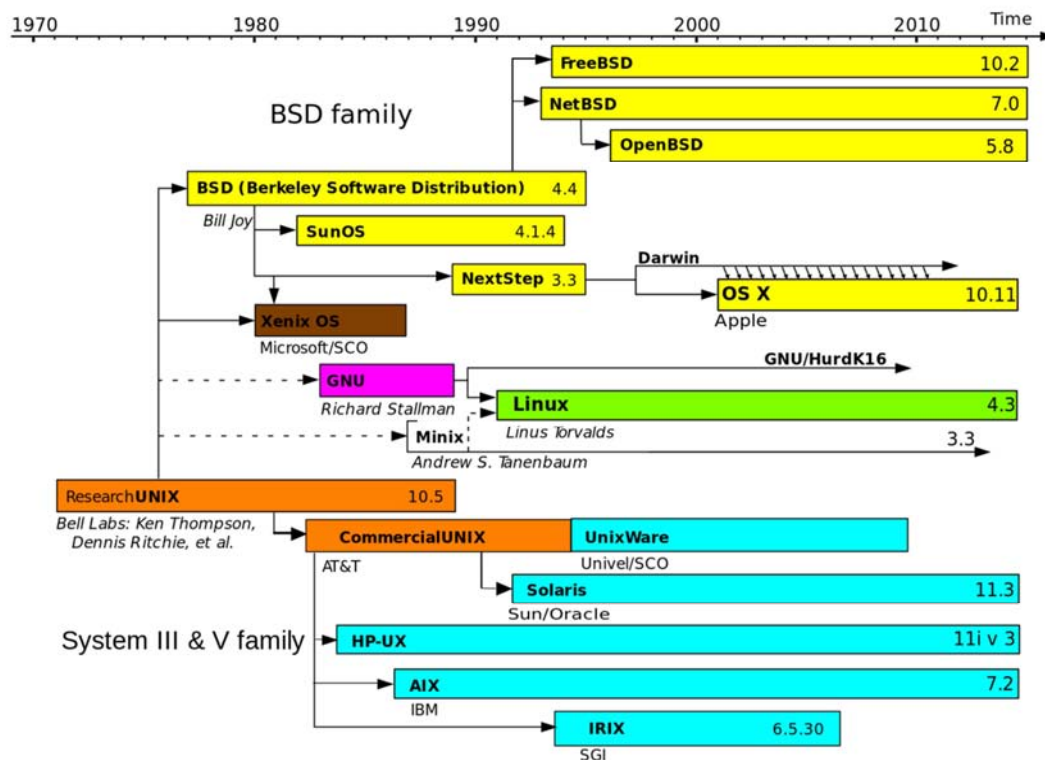 1970 1980 1990 2000 2010 Time
FreeBSD 10.2
BSD family
NetBSD 7.0
OpenBSD 5.8
BSD (Berkeley Software Distribution) 4.4
Bill Joy
SunOS 4.1.4
Darwin
NextStep 3.3
OS X 10.11
Apple
Xenix OS
Microsoft/SCO
GNU/HurdK16
GNU
Richard Stallman
Linux 4.3
Linus Torvalds
Minix 3.3
Andrew S. Tanenbaum
ResearchUNIX 10.5
Bell Labs: Ken Thompson,
Dennis Ritchie, et al.
CommercialUNIX UnixWare
AT&T Univel/SCO
Solaris 11.3
Sun/Oracle
System III & V family
HP-UX 11i v 3
AIX 7.2
IBM
IRIX 6.5.30
SGI